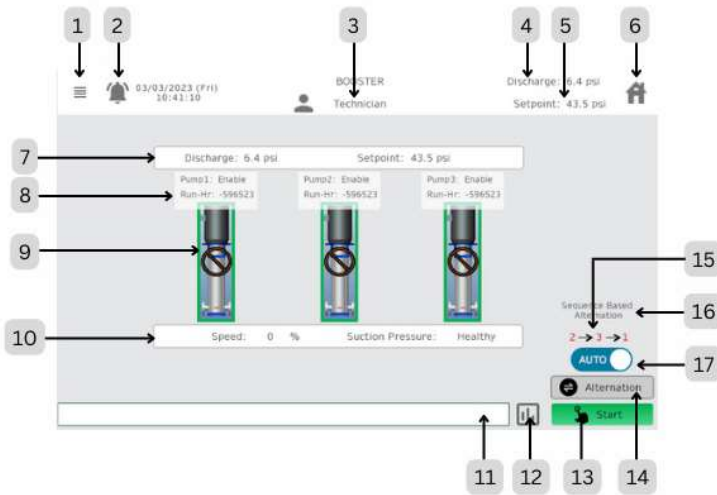 1 2 3 4 5 6
03/03/2023 (Fri)
10:41:10
BOOSTER
Technician
Discharge: 6.4 psi
Setpoint: 43.5 psi
7
Discharge: 6.4 psi Setpoint: 43.5 psi
Pump1: Enable Pump2: Enable Pump3: Enable
8
Run-Hr: -596523 Run-Hr: -596523 Run-Hr: -596523
9
15
Sequence Based
Alternation
16
10
Speed: 0 % Suction Pressure: Healthy
2 → 3 → 1
AUTO
17
Alternation
Start
11 12 13 14